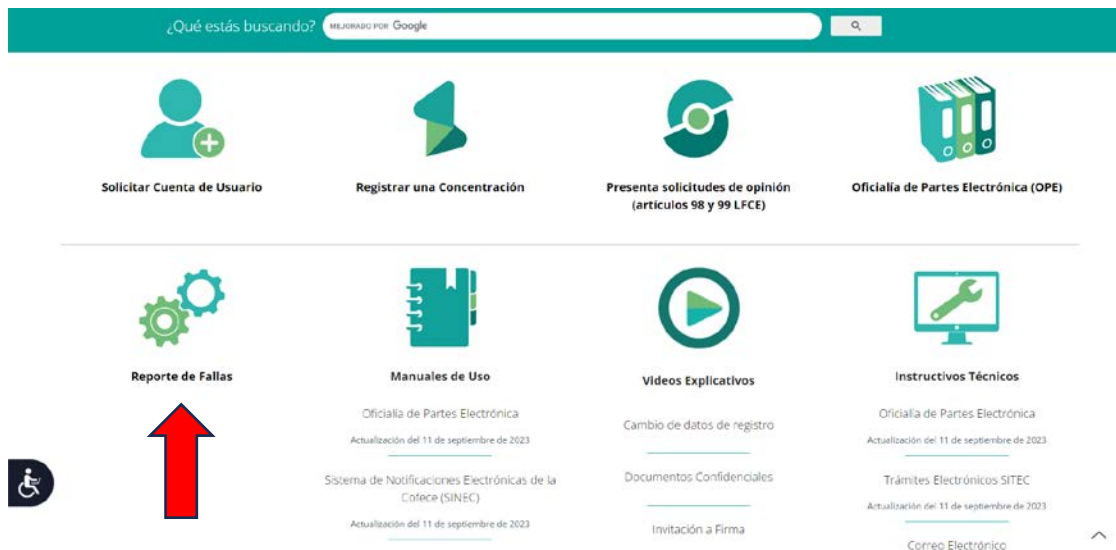 ¿Qué estás buscando? MEJORADO POR Google
Solicitar Cuenta de Usuario
Registrar una Concentración
Presenta solicitudes de opinión
(artículos 98 y 99 LFCE)
Oficialía de Partes Electrónica (OPE)
Reporte de Fallas
Manuales de Uso
Oficialía de Partes Electrónica
Actualización del 11 de septiembre de 2023
Sistema de Notificaciones Electrónicas de la
Cofece (SINEC)
Actualización del 11 de septiembre de 2023
Videos Explicativos
Cambio de datos de registro
Documentos Confidenciales
Invitación a Firma
Instructivos Técnicos
Oficialía de Partes Electrónica
Actualización del 11 de septiembre de 2023
Trámites Electrónicos SITEC
Actualización del 11 de septiembre de 2023
Correo Electrónico